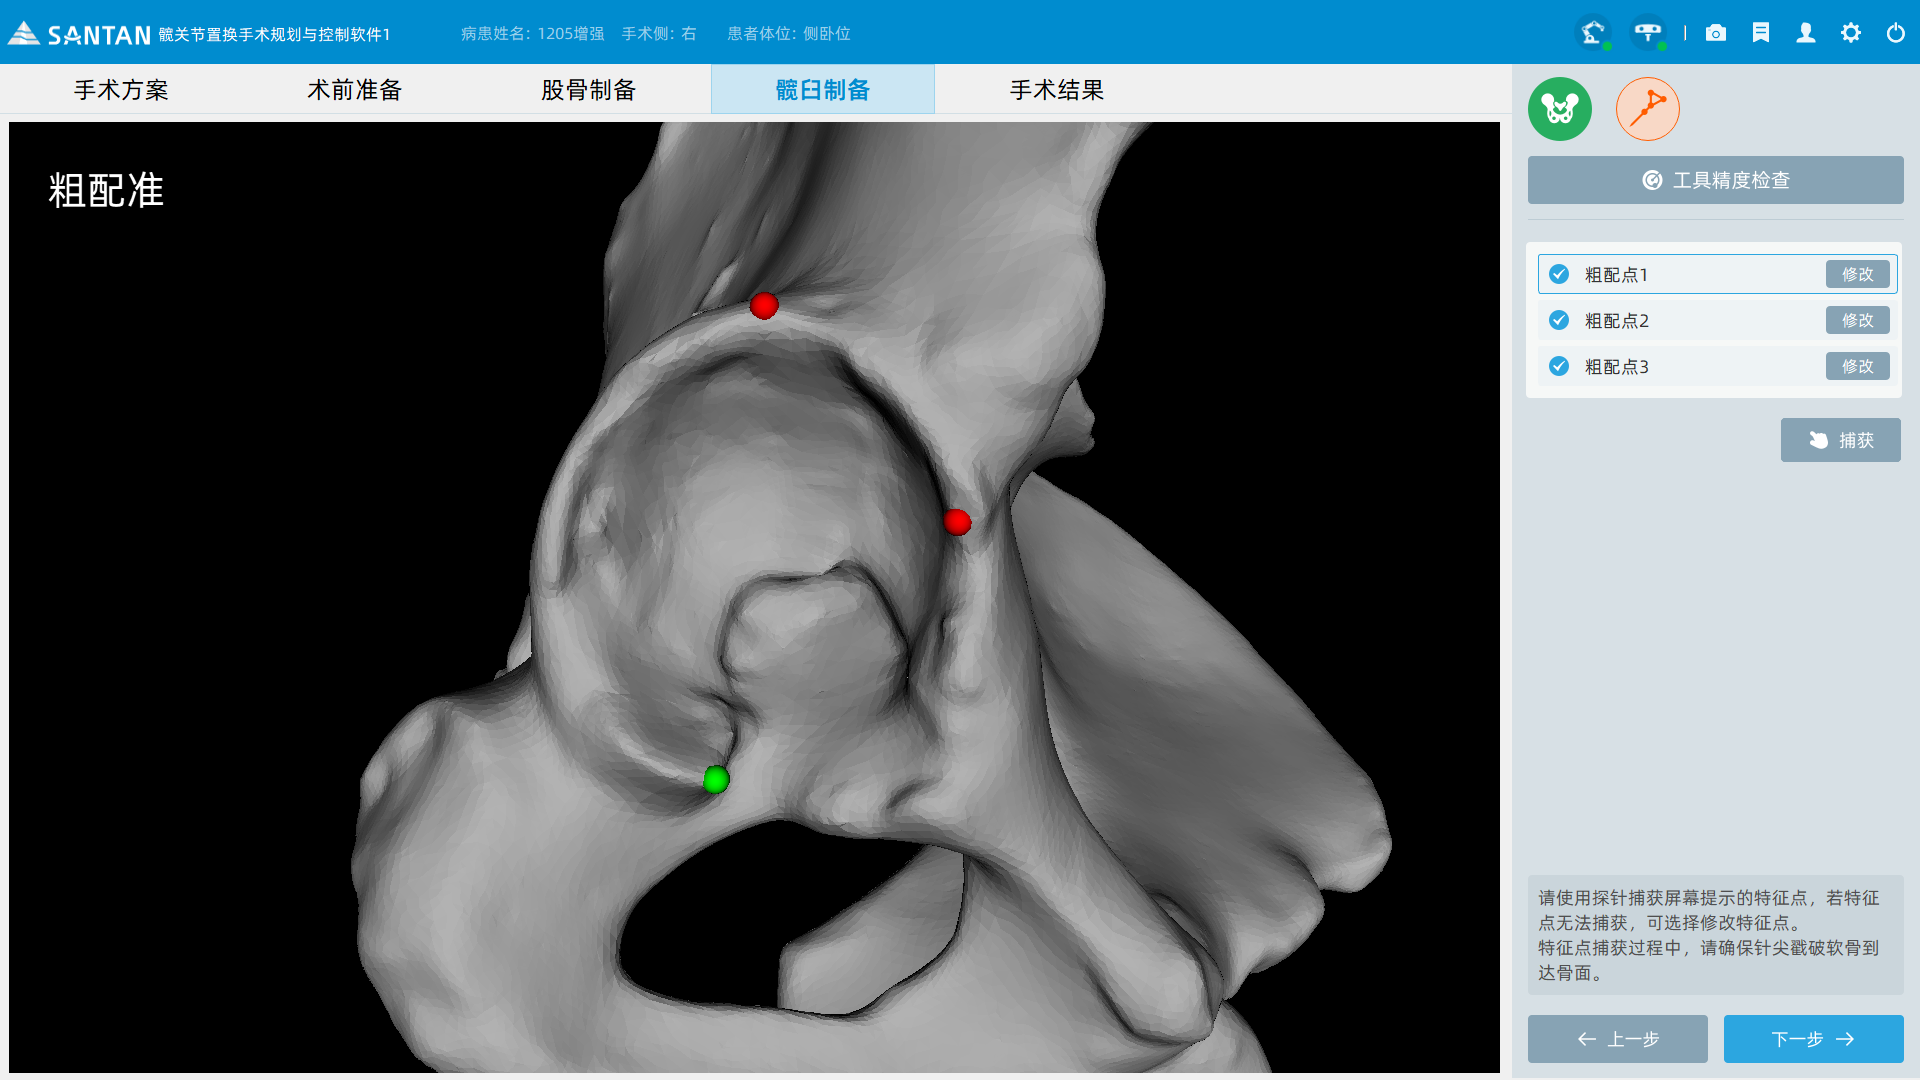 SANTAN 髋关节置换手术规划与控制软件1 病患姓名: 1205增强 手术侧: 右 患者体位: 侧卧位
手术方案 术前准备 股骨制备 髋臼制备 手术结果
粗配准
工具精度检查
粗配点1 修改
粗配点2 修改
粗配点3 修改
捕获
请使用探针捕获屏幕提示的特征点，若特征
点无法捕获，可选择修改特征点。
特征点捕获过程中，请确保针尖戳破软骨到
达骨面。
上一步 下一步